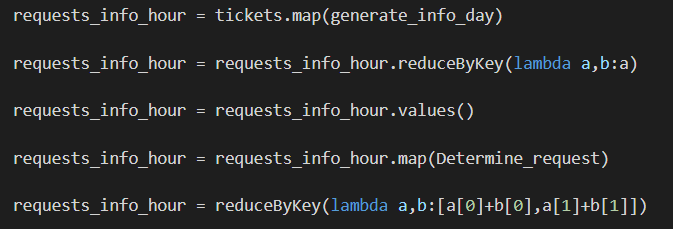 requests_info_hour = tickets.map(generate_info_day)
requests_info_hour = requests_info_hour.reduceByKey(lambda a,b:a)
requests_info_hour = requests_info_hour.values()
requests_info_hour = requests_info_hour.map(Determine_request)
requests_info_hour = reduceByKey(lambda a,b:[a[0]+b[0],a[1]+b[1]])